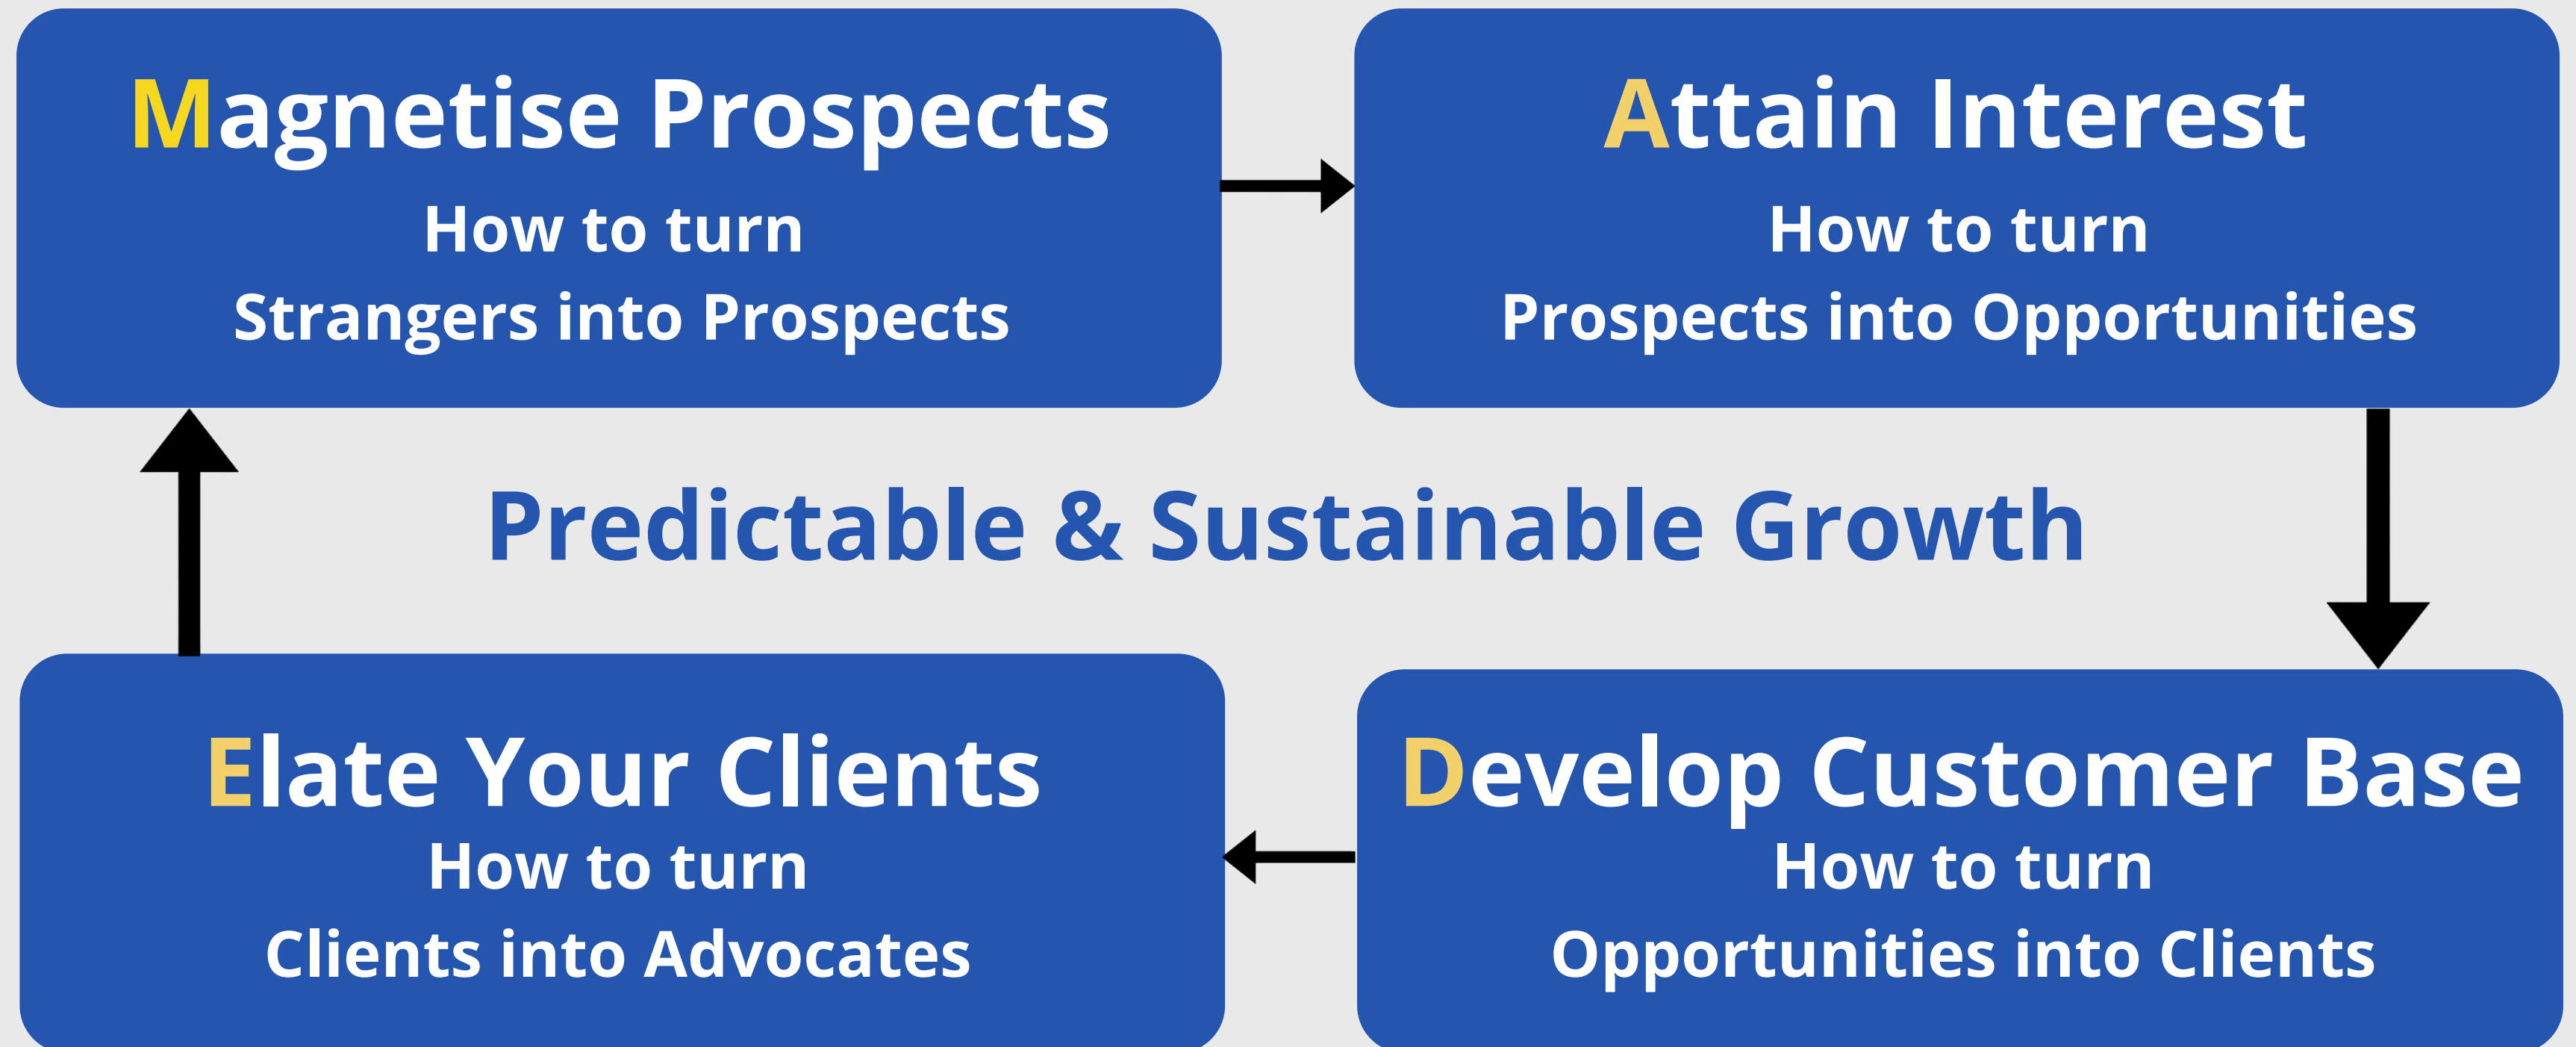 Magnetise Prospects
How to turn
Strangers into Prospects
Attain Interest
How to turn
Prospects into Opportunities
Predictable & Sustainable Growth
Elate Your Clients
How to turn
Clients into Advocates
Develop Customer Base
How to turn
Opportunities into Clients